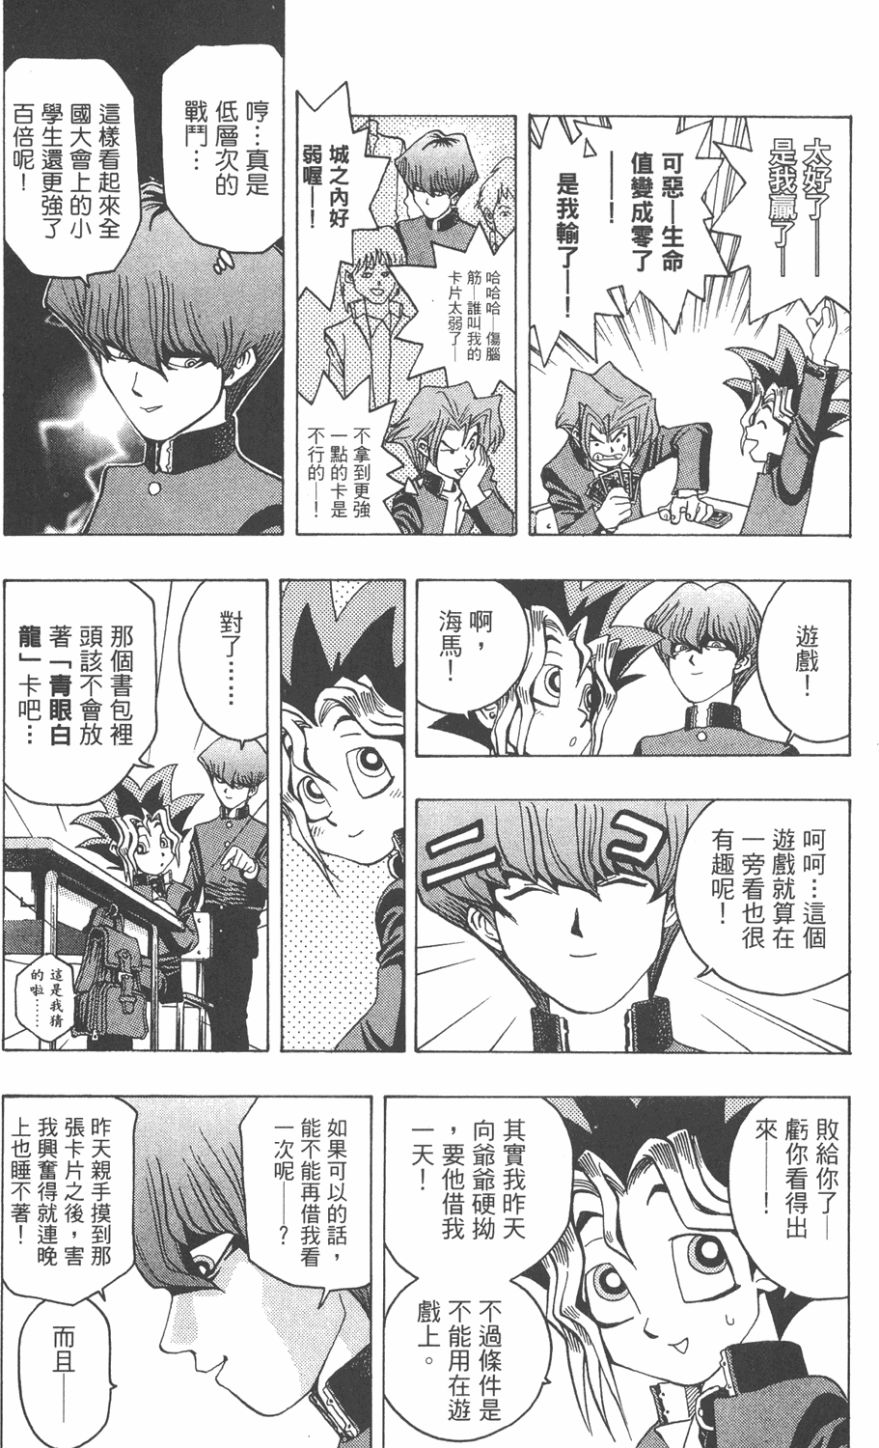 太好了——
是我贏了——
可惡—生命
值變成零了
——！
是我輸了——！
哈哈哈—傷腦
筋—誰叫我的
卡片太弱了—
城之內好
弱喔——！
不拿到更強
一點的卡是
不行的——！
哼…真是
低層次的
戰鬥…
這樣看起來全
國大會上的小
學生還更強了
百倍呢！
遊戲！
啊，
海馬！
呵呵…這個
遊戲就算在
一旁看也很
有趣呢！
ニコ
對了……
那個書包裡
頭該不會放
著「青眼白
龍」卡吧…
這是我猜
的啦……
敗給你了—
虧你看得出
來——！
其實我昨天
向爺爺硬拗
，要他借我
一天！
不過條件是
不能用在遊
戲上。
如果可以的話，
能不能再借我看
一次呢——？
昨天親手摸到那
張卡片之後，害
我興奮得就連晚
上也睡不著！
而且——